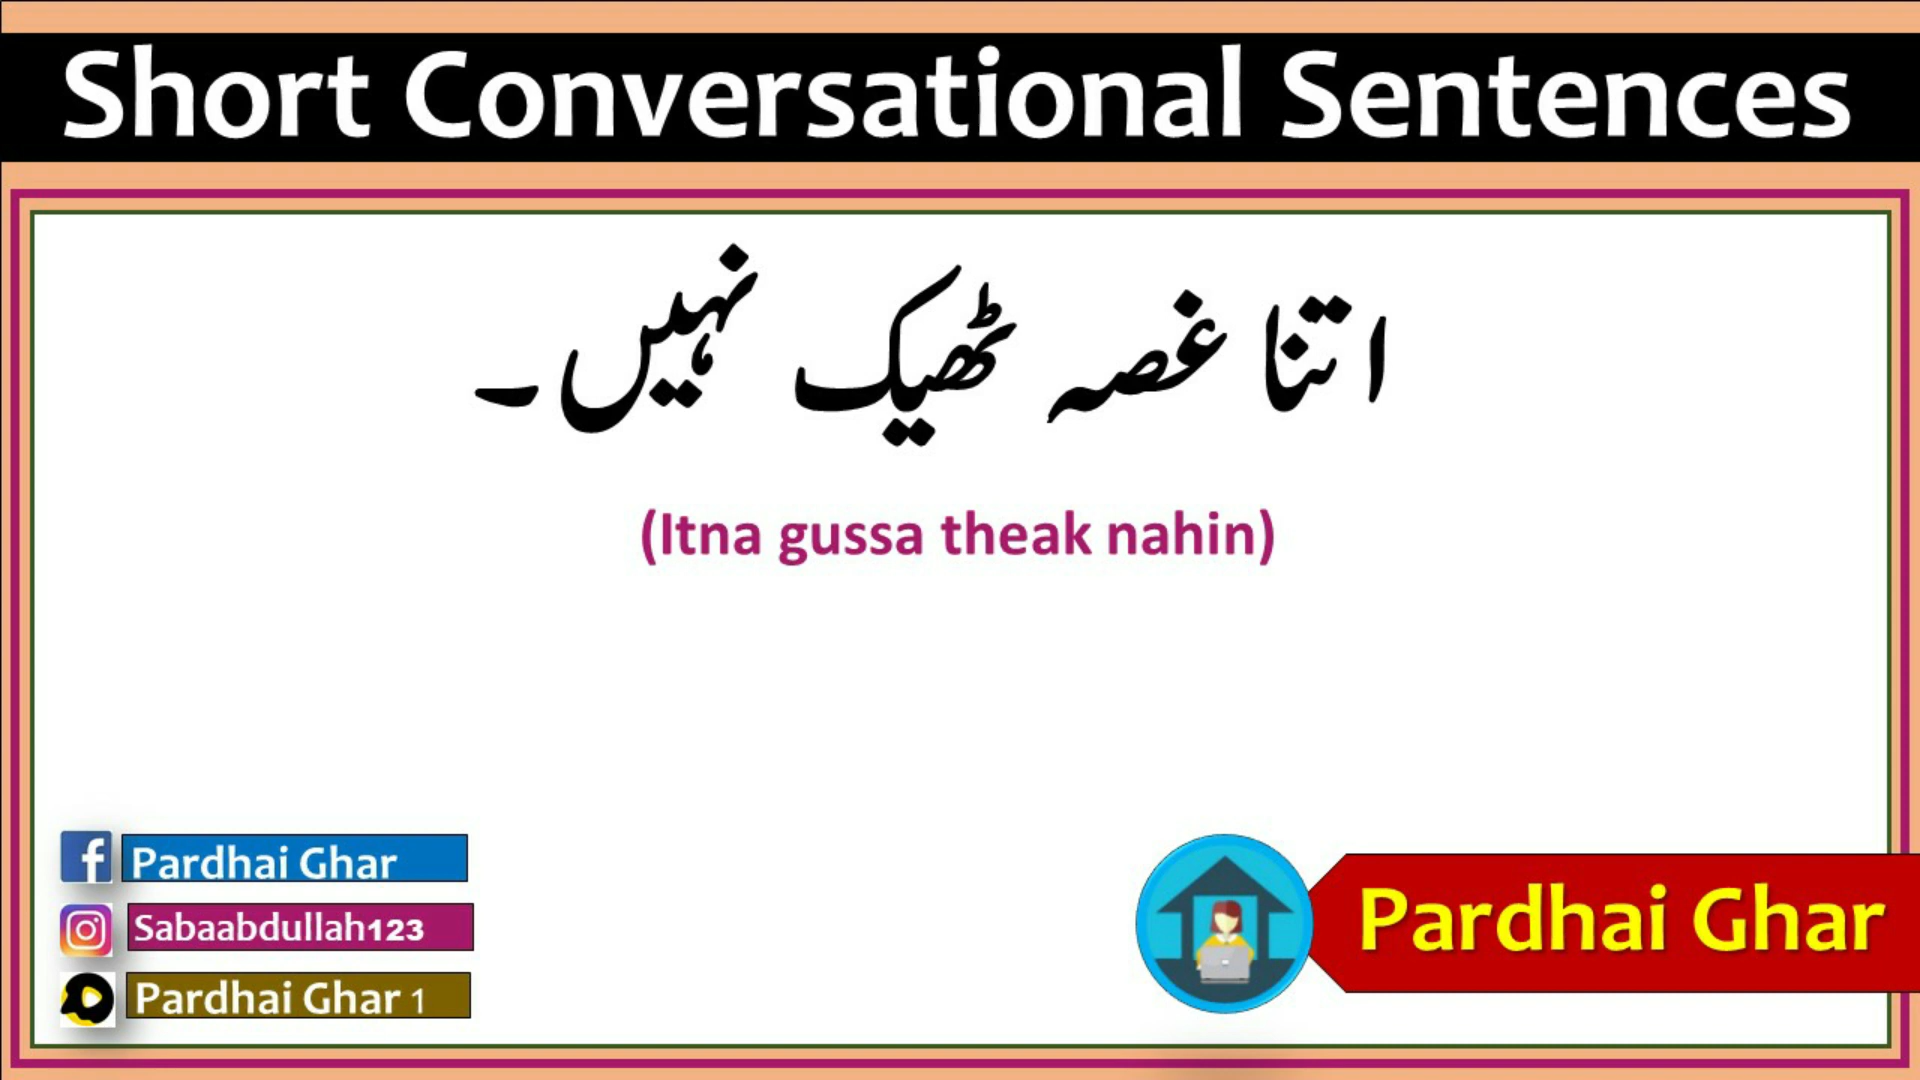 Short Conversational Sentences
اتنا غصہ ٹھیک نہیں۔
(Itna gussa theak nahin)
Pardhai Ghar
Sabaabdullah123
Pardhai Ghar 1
Pardhai Ghar